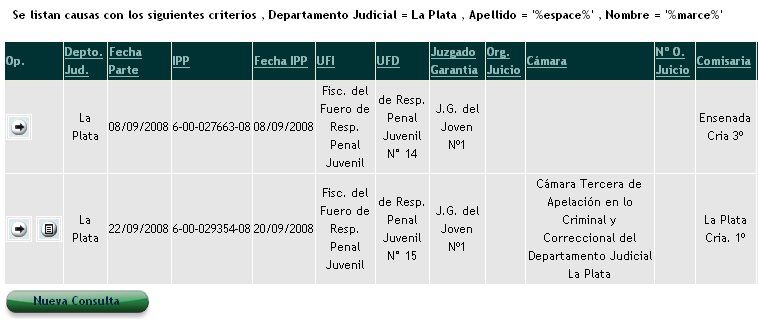 Se listan causas con los siguientes criterios , Departamento Judicial = La Plata , Apellido = '%espace%' , Nombre = '%marce%'
Op. Depto. Jud. Fecha Parte IPP Fecha IPP UFI UFD Juzgado Garantía Org. Juicio Cámara Nº O. Juicio Comisaria
La Plata 08/09/2008 6-00-027663-08 08/09/2008 Fisc. del Fuero de Resp. Penal Juvenil de Resp. Penal Juvenil N° 14 J.G. del Joven Nº1 Ensenada Cria 3º
La Plata 22/09/2008 6-00-029354-08 20/09/2008 Fisc. del Fuero de Resp. Penal Juvenil de Resp. Penal Juvenil N° 15 J.G. del Joven Nº1 Cámara Tercera de Apelación en lo Criminal y Correccional del Departamento Judicial La Plata La Plata Cria. 1º
Nueva Consulta